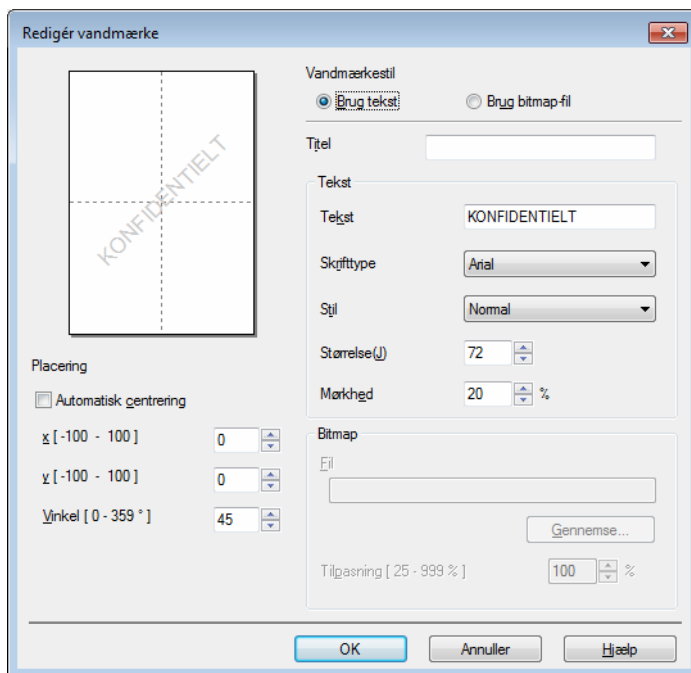 Redigér vandmærke
KONFIDENTIELT
Placering
Automatisk centrering
x [ -100 - 100 ] 0
y [ -100 - 100 ] 0
Vinkel [ 0 - 359 ° ] 45
Vandmærkestil
Brug tekst Brug bitmap-fil
Titel
Tekst
Tekst KONFIDENTIELT
Skrifttype Arial
Stil Normal
Størrelse(J) 72
Mørkhed 20 %
Bitmap
Fil
Gennemse...
Tilpasning [ 25 - 999 % ] 100 %
OK Annuller Hjælp